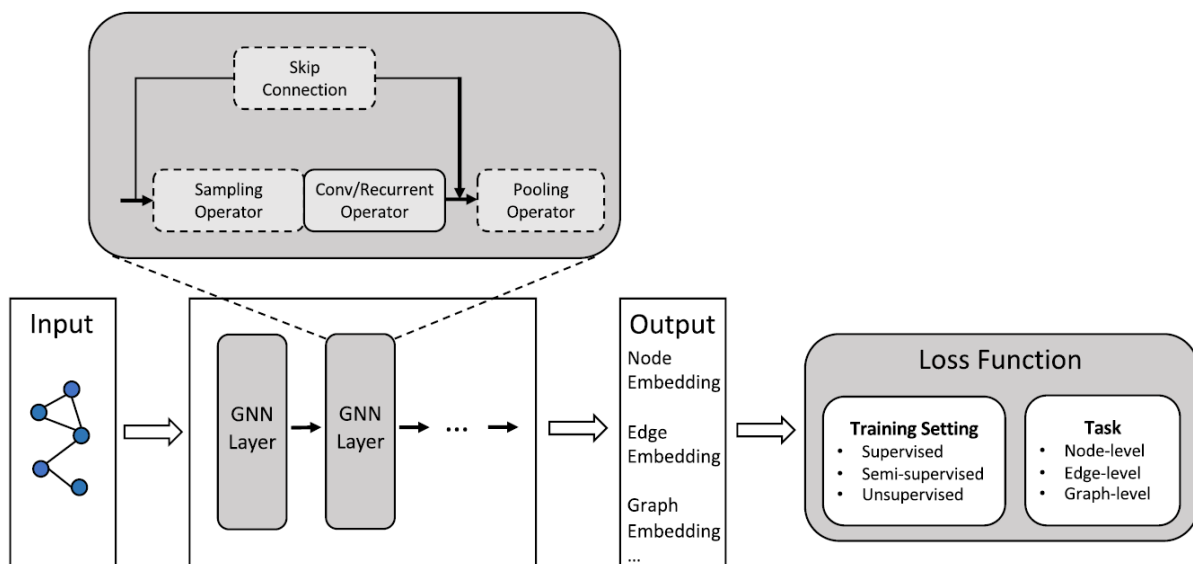 Skip
Connection
Sampling
Operator
Conv/Recurrent
Operator
Pooling
Operator
Input
GNN
Layer
GNN
Layer
...
Output
Node
Embedding
Edge
Embedding
Graph
Embedding
...
Loss Function
Training Setting
• Supervised
• Semi-supervised
• Unsupervised
Task
• Node-level
• Edge-level
• Graph-level